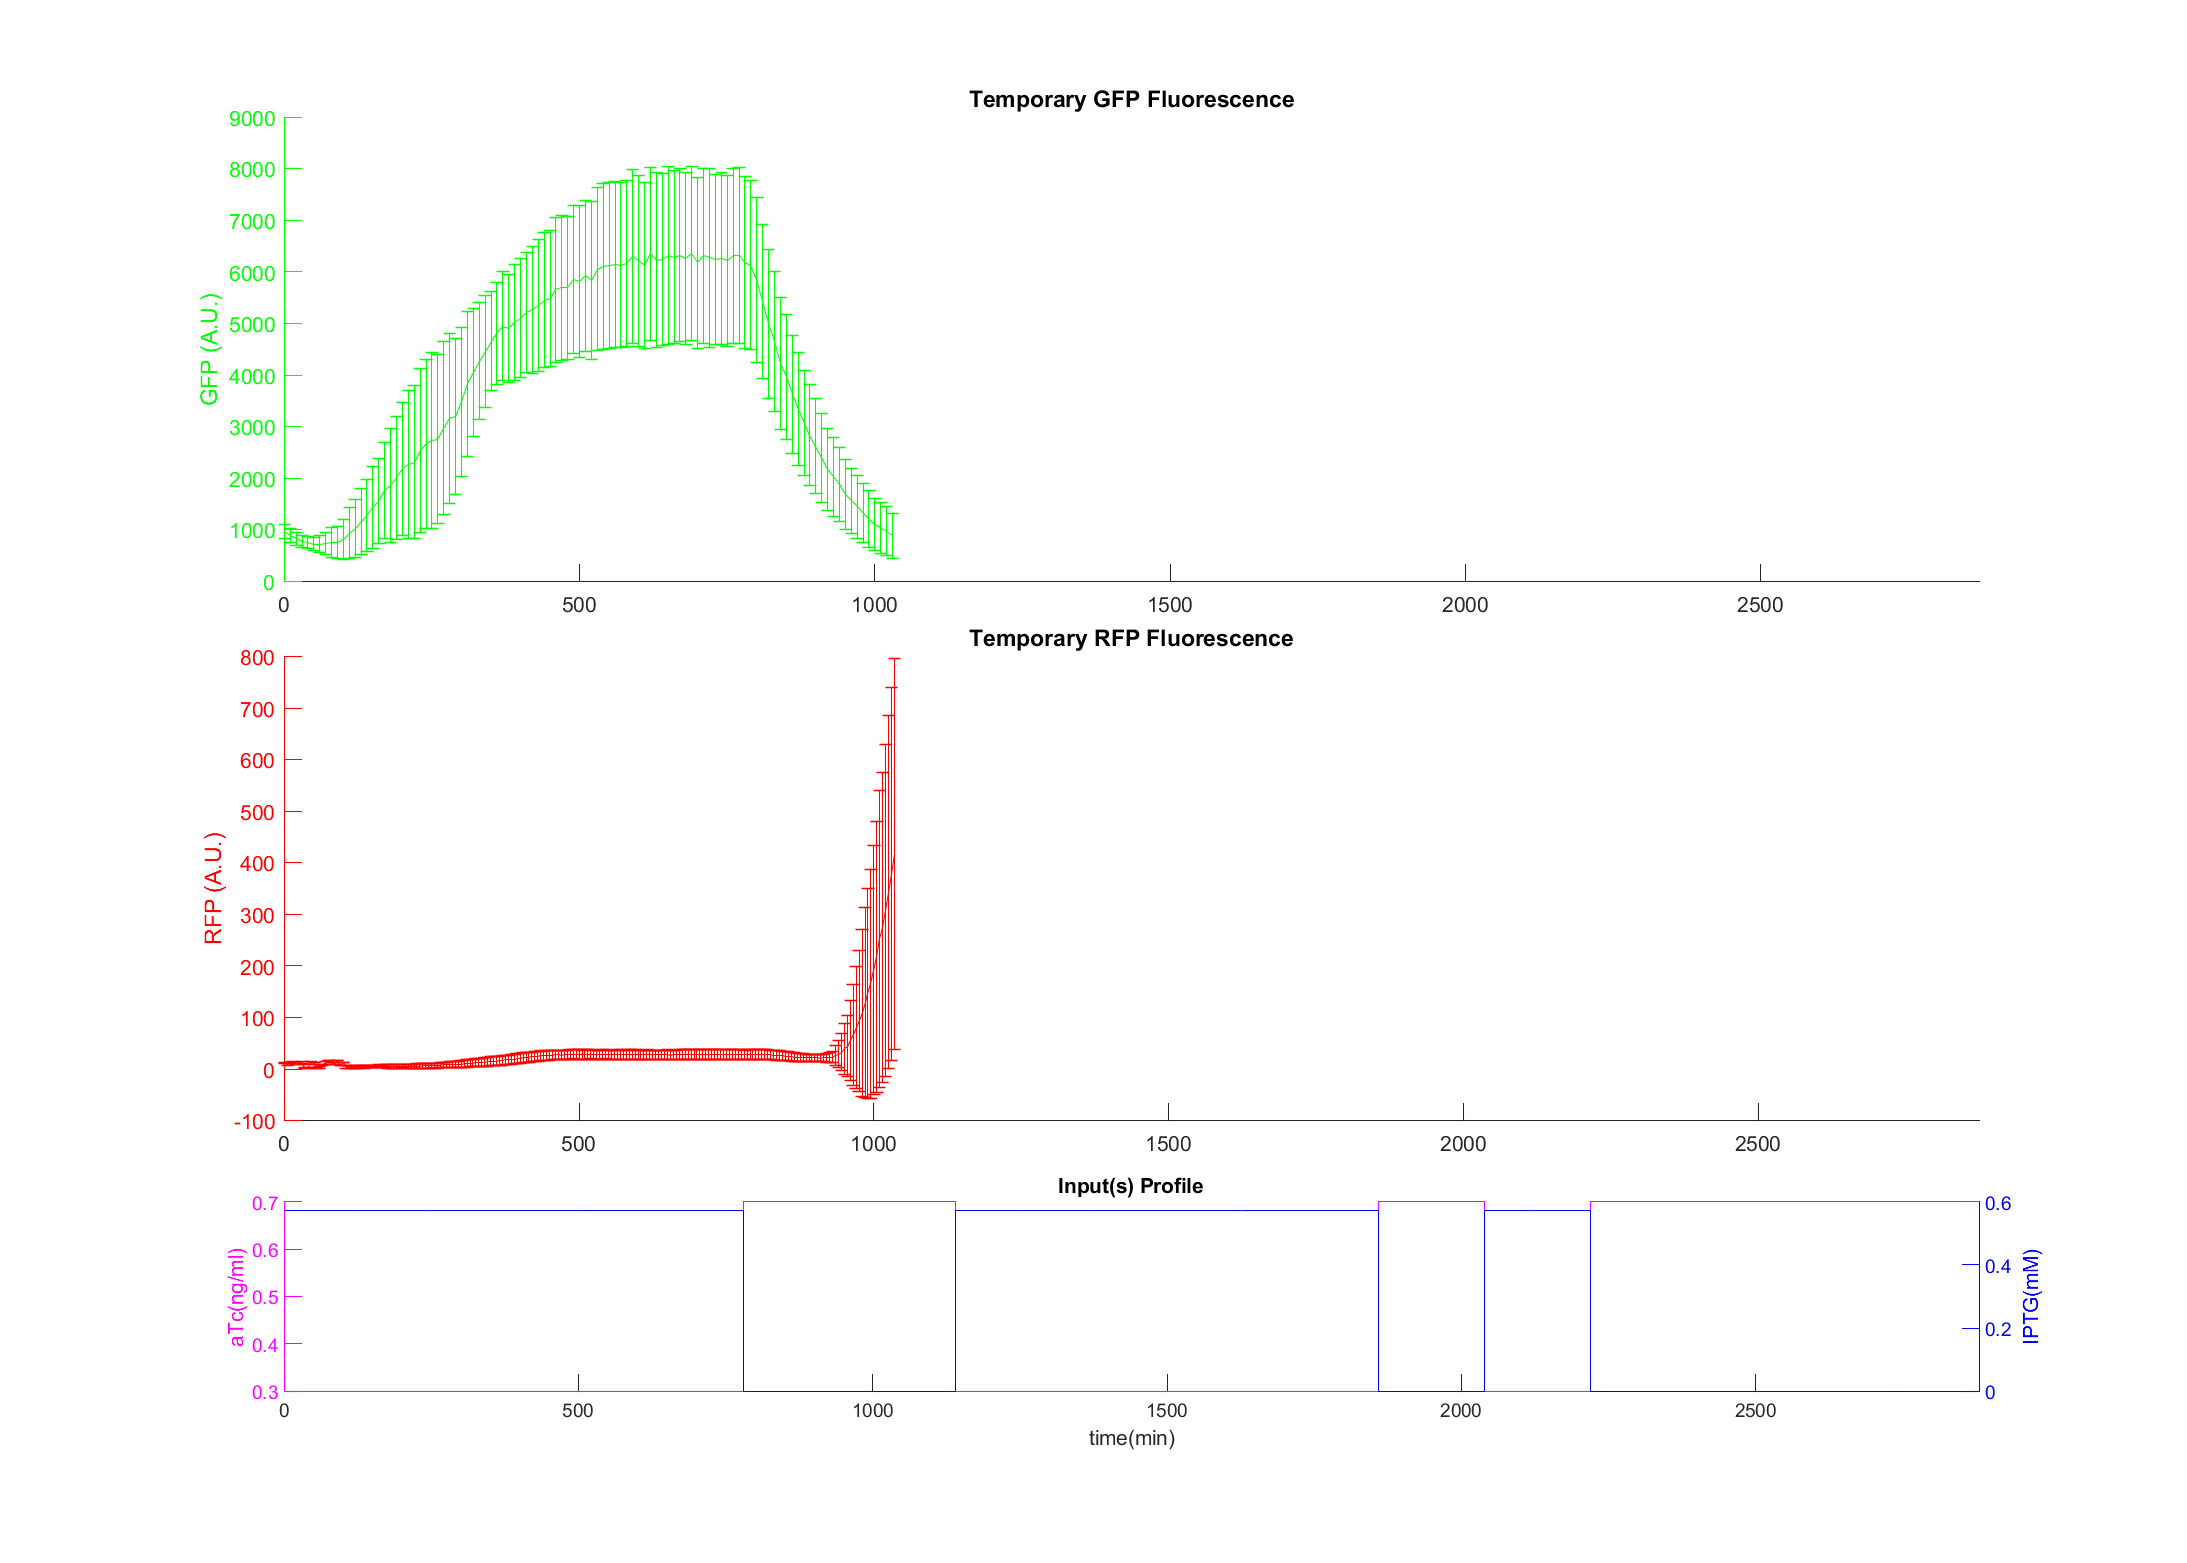 Temporary GFP Fluorescence
9000
8000
7000
6000
5000
4000
3000
2000
1000
0
GFP (A.U.)
0 500 1000 1500 2000 2500
Temporary RFP Fluorescence
800
700
600
500
400
300
200
100
0
-100
RFP (A.U.)
0 500 1000 1500 2000 2500
Input(s) Profile
0.7
0.6
0.5
0.4
0.3
aTc(ng/ml)
0.6
0.4
0.2
0
IPTG(mM)
0 500 1000 1500 2000 2500
time(min)